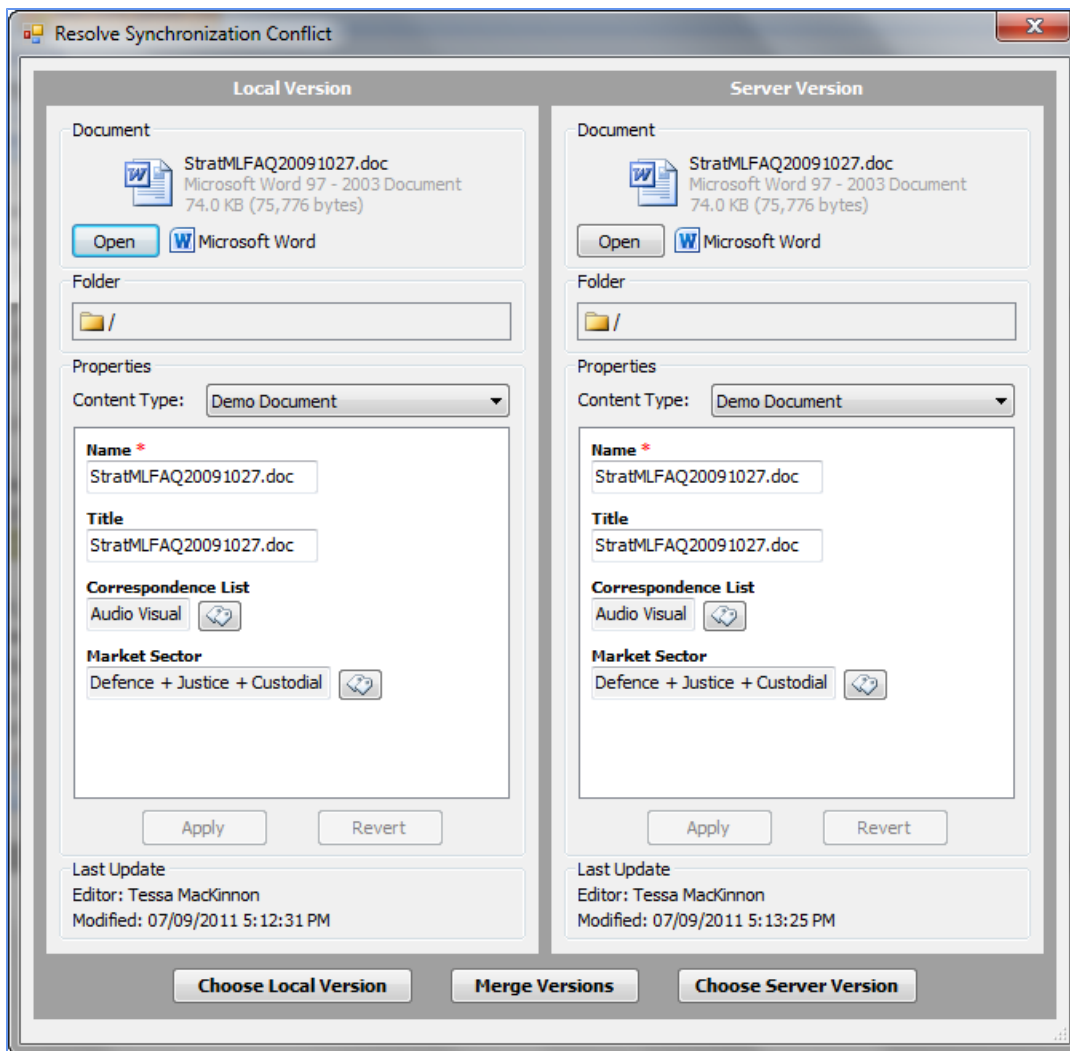 Resolve Synchronization Conflict
Local Version
Document
StratMLFAQ20091027.doc
Microsoft Word 97 - 2003 Document
74.0 KB (75,776 bytes)
Open
Microsoft Word
Folder
/
Properties
Content Type: Demo Document
Name *
StratMLFAQ20091027.doc
Title
StratMLFAQ20091027.doc
Correspondence List
Audio Visual
Market Sector
Defence + Justice + Custodial
Apply Revert
Last Update
Editor: Tessa MacKinnon
Modified: 07/09/2011 5:12:31 PM
Server Version
Document
StratMLFAQ20091027.doc
Microsoft Word 97 - 2003 Document
74.0 KB (75,776 bytes)
Open
Microsoft Word
Folder
/
Properties
Content Type: Demo Document
Name *
StratMLFAQ20091027.doc
Title
StratMLFAQ20091027.doc
Correspondence List
Audio Visual
Market Sector
Defence + Justice + Custodial
Apply Revert
Last Update
Editor: Tessa MacKinnon
Modified: 07/09/2011 5:13:25 PM
Choose Local Version Merge Versions Choose Server Version